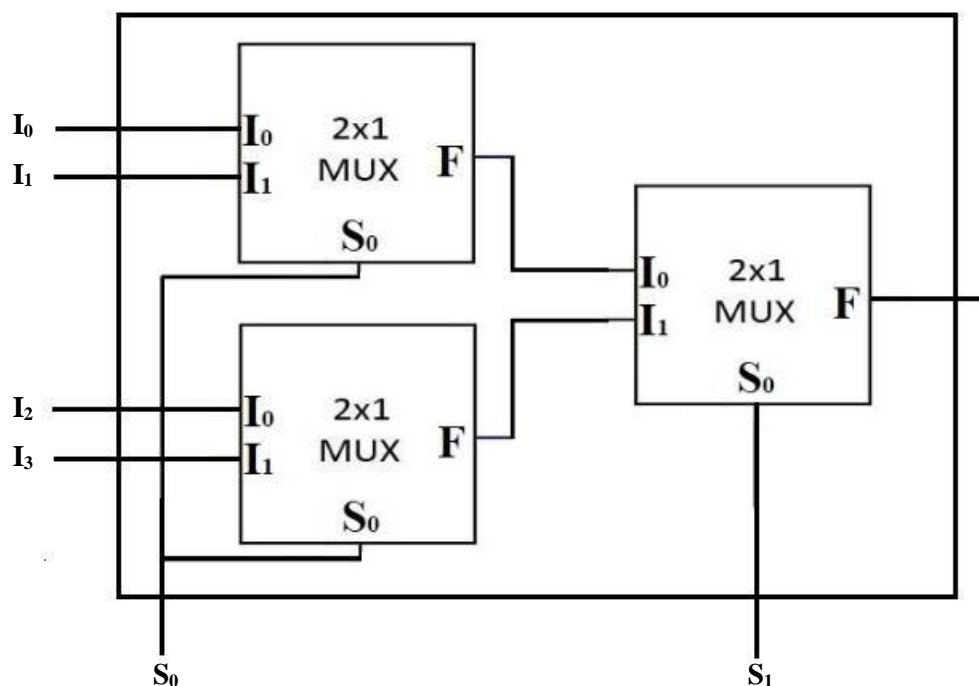 I₀
I₁
I₀
I₁
2x1
MUX
F
S₀
I₂
I₃
I₀
I₁
2x1
MUX
F
S₀
I₀
I₁
2x1
MUX
F
S₀
S₀
S₁